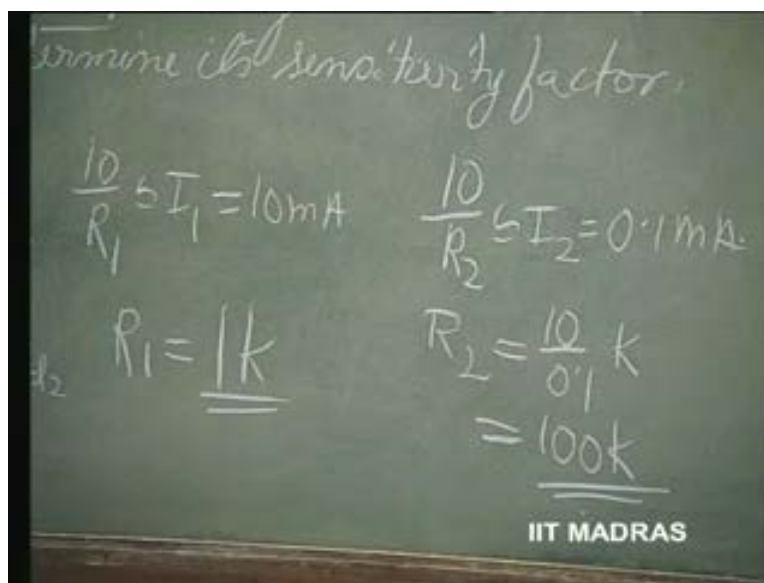 ermine its sensitivity factor.
10/R₁ ≃ I₁ = 10mA 10/R₂ ≃ I₂ = 0.1mA.
R₁ = 1k R₂ = 10/0.1 k
= 100k
IIT MADRAS